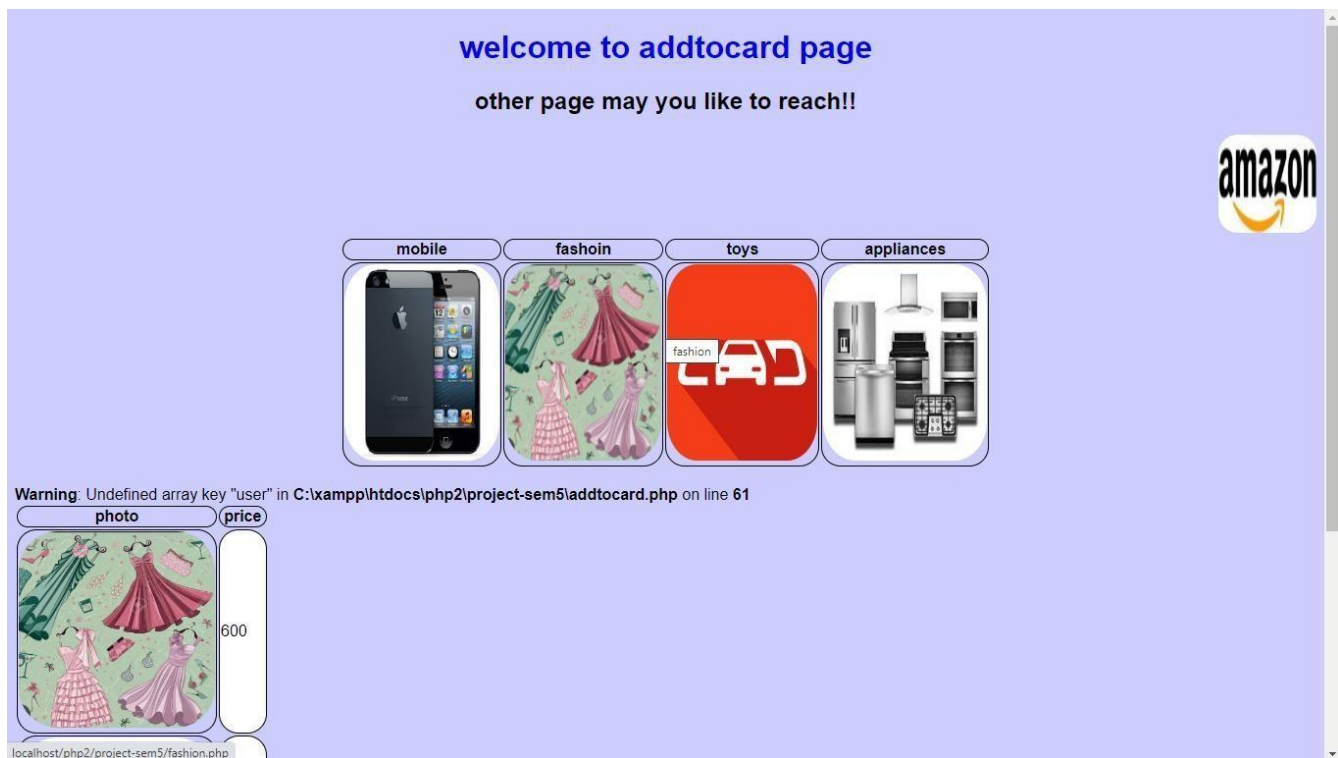 welcome to addtocard page
other page may you like to reach!!
amazon
mobile fashoin toys appliances
fashion
Warning: Undefined array key "user" in C:\xampp\htdocs\php2\project-sem5\addtocard.php on line 61
photo price
600
localhost/php2/project-sem5/fashion.php